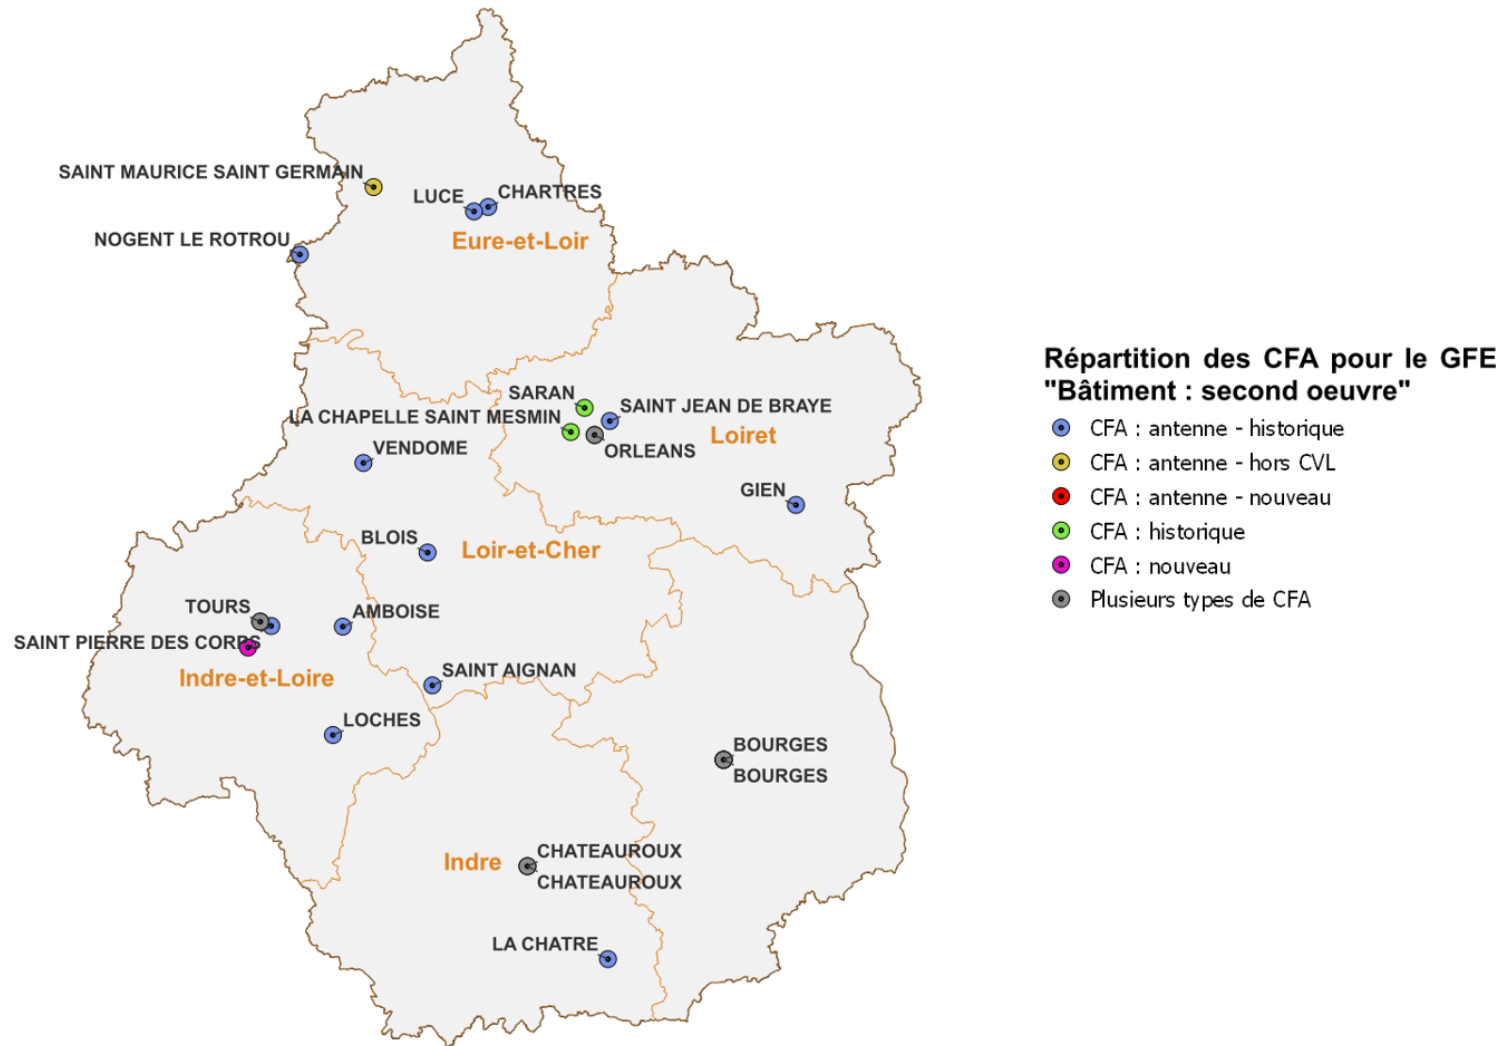 SAINT MAURICE SAINT GERMAIN
LUCE
CHARTRES
NOGENT LE ROTROU
Eure-et-Loir
SARAN
SAINT JEAN DE BRAYE
LA CHAPELLE SAINT MESMIN
Loiret
VENDOME
ORLEANS
GIEN
BLOIS
Loir-et-Cher
TOURS
AMBOISE
SAINT PIERRE DES CORPS
SAINT AIGNAN
Indre-et-Loire
LOCHES
BOURGES
BOURGES
CHATEAUROUX
Indre
CHATEAUROUX
LA CHATRE
Répartition des CFA pour le GFE
"Bâtiment : second oeuvre"
CFA : antenne - historique
CFA : antenne - hors CVL
CFA : antenne - nouveau
CFA : historique
CFA : nouveau
Plusieurs types de CFA